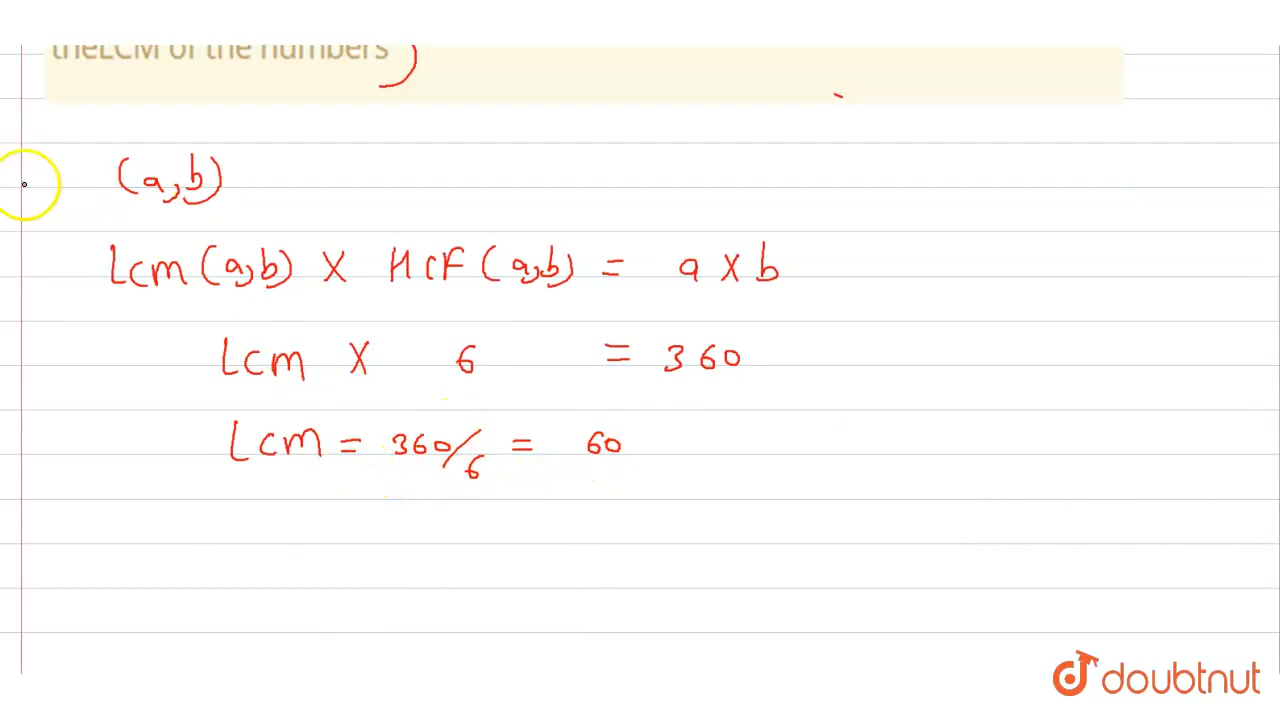 theLCM of the numbers
(a,b)
Lcm (a,b) X HCF (a,b) = a X b
Lcm X 6 = 360
Lcm = 360/6 = 60
doubtnut